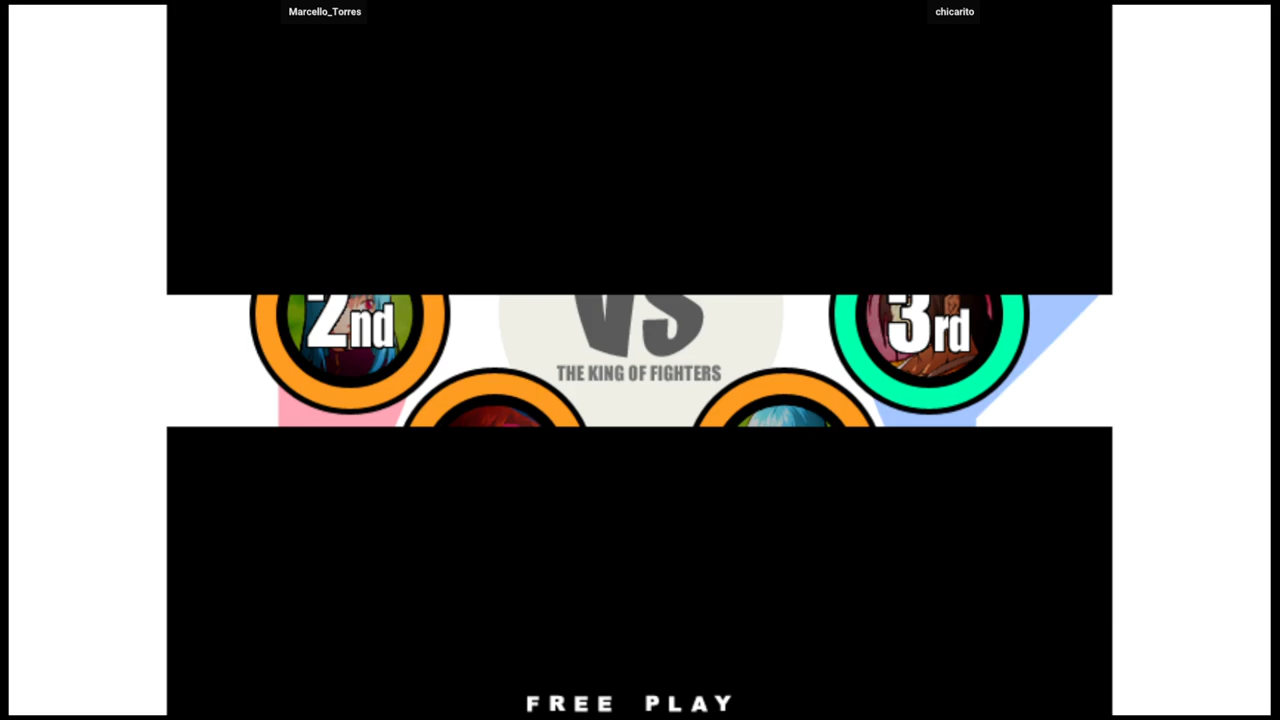 Marcello_Torres
chicarito
2nd
VS
3rd
THE KING OF FIGHTERS
FREE PLAY